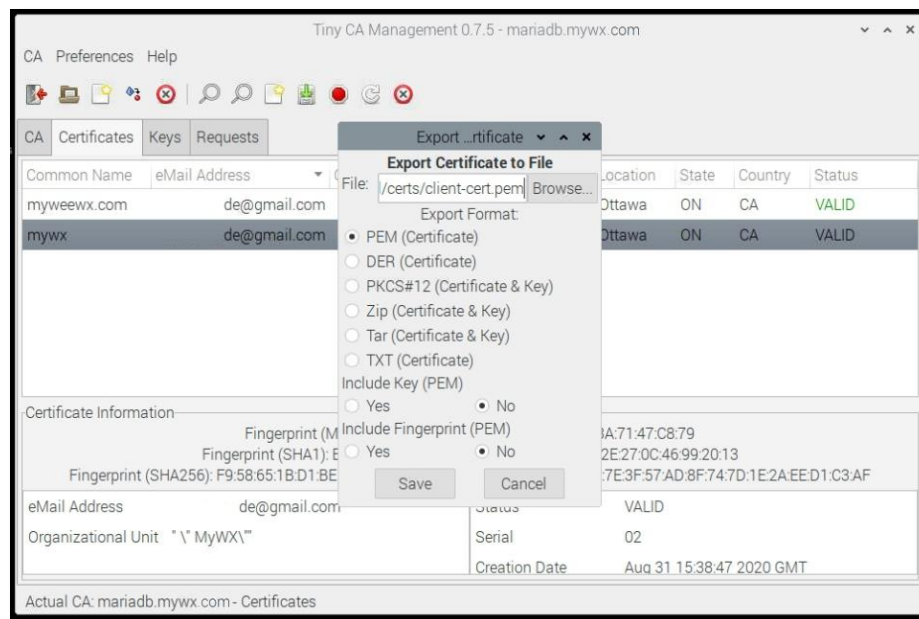 Tiny CA Management 0.7.5 - mariadb.mywx.com
CA Preferences Help
CA Certificates Keys Requests
Common Name eMail Address Location State Country Status
myweewx.com de@gmail.com Ottawa ON CA VALID
mywx de@gmail.com Ottawa ON CA VALID
Export ...rtificate
Export Certificate to File
File: /certs/client-cert.pem Browse...
Export Format:
PEM (Certificate)
DER (Certificate)
PKCS#12 (Certificate & Key)
Zip (Certificate & Key)
Tar (Certificate & Key)
TXT (Certificate)
Include Key (PEM)
Yes No
Include Fingerprint (PEM)
Yes No
Save Cancel
Certificate Information
Fingerprint (M :71:47:C8:79
Fingerprint (SHA1): 2E:27:0C:46:99:20:13
Fingerprint (SHA256): F9:58:65:1B:D1:BE :7E:3F:57:AD:8F:74:7D:1E:2A:EE:D1:C3:AF
eMail Address de@gmail.com
Organizational Unit "\" MyWX\""
Status VALID
Serial 02
Creation Date Aug 31 15:38:47 2020 GMT
Actual CA: mariadb.mywx.com - Certificates